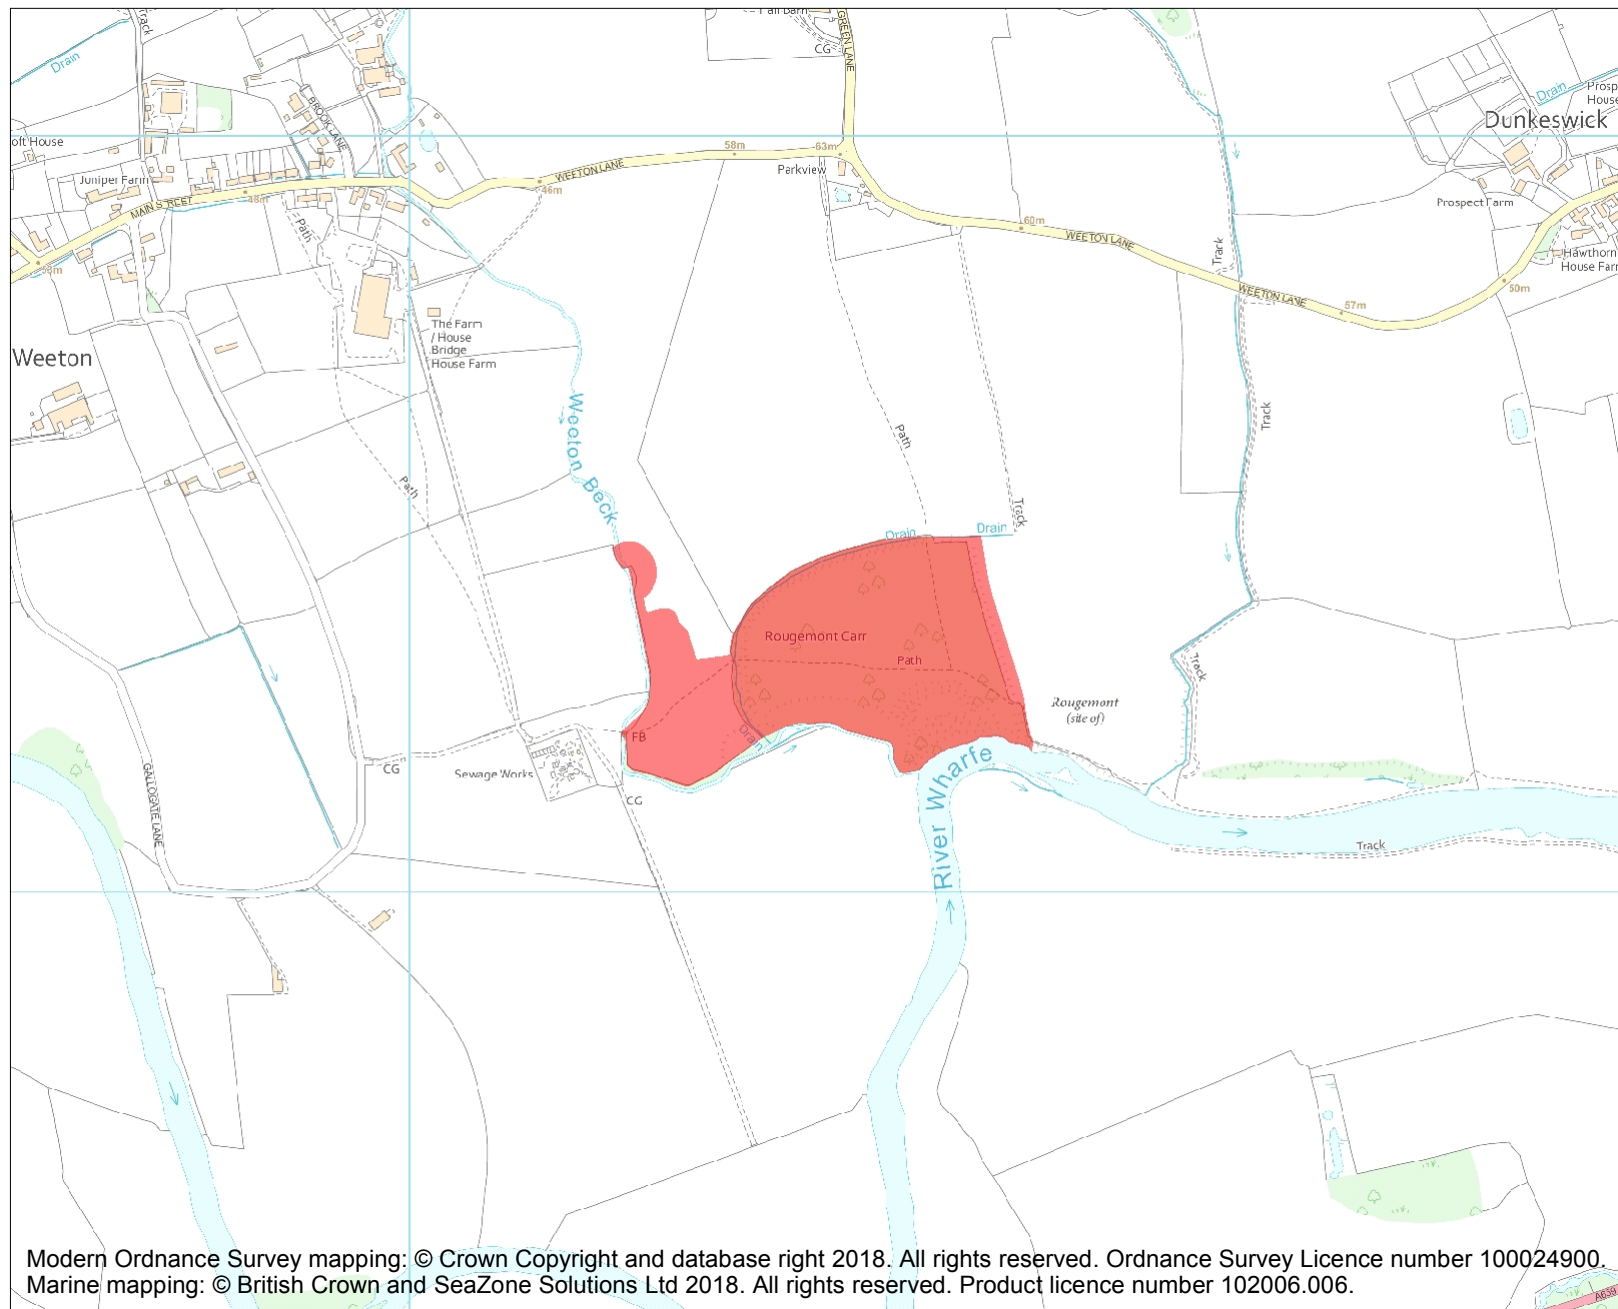 Track
Drain
CG
GREEN LANE
Drain
Prosp
House
Dunkeswick
oft House
BROOK LANE
Juniper Farm
58m
63m
WEETON LANE
46m
Parkview
Prospect Farm
48m
MAIN S REET
Path
60m
WEETON LANE
Track
Hawthorn
House Farm
58m
WEETON LANE
50m
57m
The Farm
/ House
Bridge
House Farm
Weeton
Weeton Beck
Track
Path
Path
Track
Drain
Drain
Rougemont Carr
Path
Track
Rougemont
(site of)
FB
Drain
CG
Sewage Works
CG
GALLOGATE LANE
River Wharfe
Track
Modern Ordnance Survey mapping: © Crown Copyright and database right 2018. All rights reserved. Ordnance Survey Licence number 100024900.
Marine mapping: © British Crown and SeaZone Solutions Ltd 2018. All rights reserved. Product licence number 102006.006.
A659